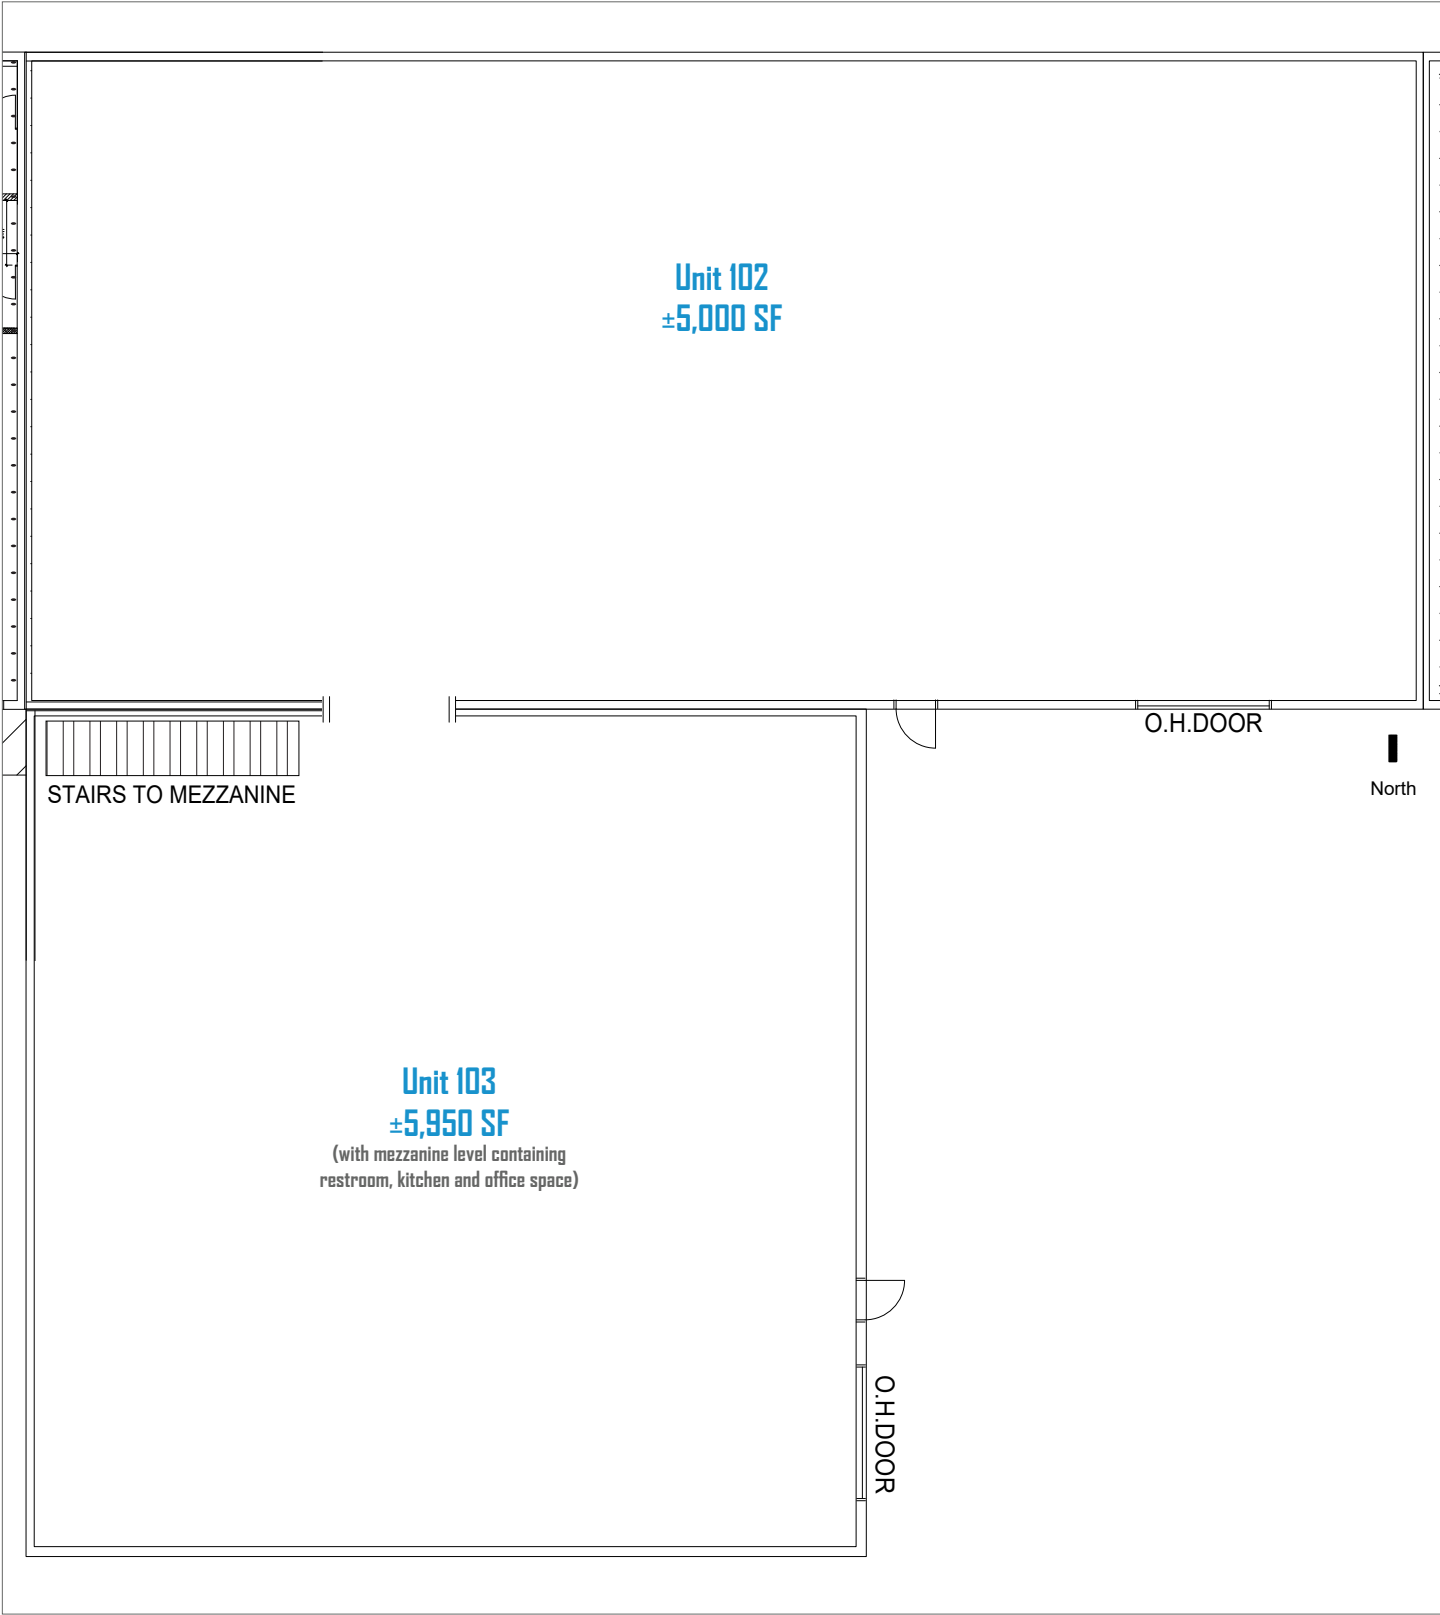 Unit 102
±5,000 SF
O.H.DOOR
North
STAIRS TO MEZZANINE
Unit 103
±5,950 SF
(with mezzanine level containing
restroom, kitchen and office space)
O.H.DOOR